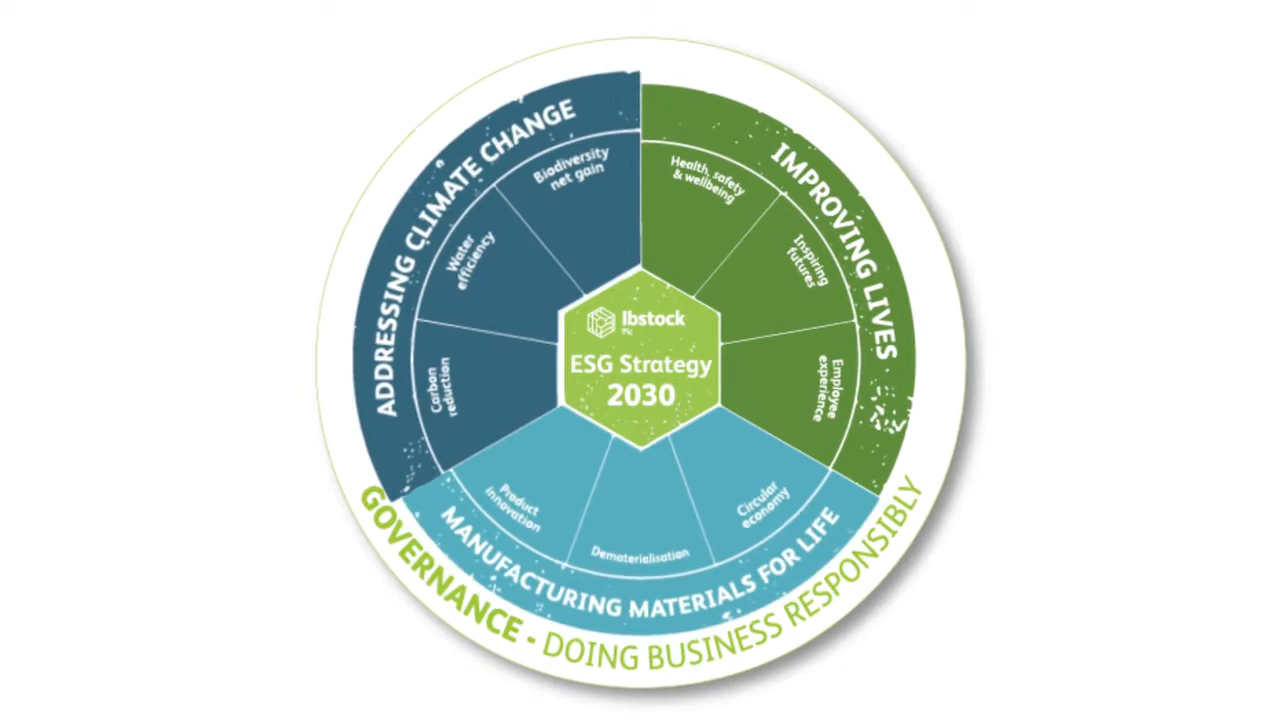 ADDRESSING CLIMATE CHANGE
Biodiversity
net gain
Water
efficiency
Carbon
reduction
IMPROVING LIVES
Health, safety
& wellbeing
Inspiring
futures
Employee
experience
Ibstock
Plc
ESG Strategy
2030
Product
innovation
Dematerialisation
Circular
economy
MANUFACTURING MATERIALS FOR LIFE
GOVERNANCE - DOING BUSINESS RESPONSIBLY